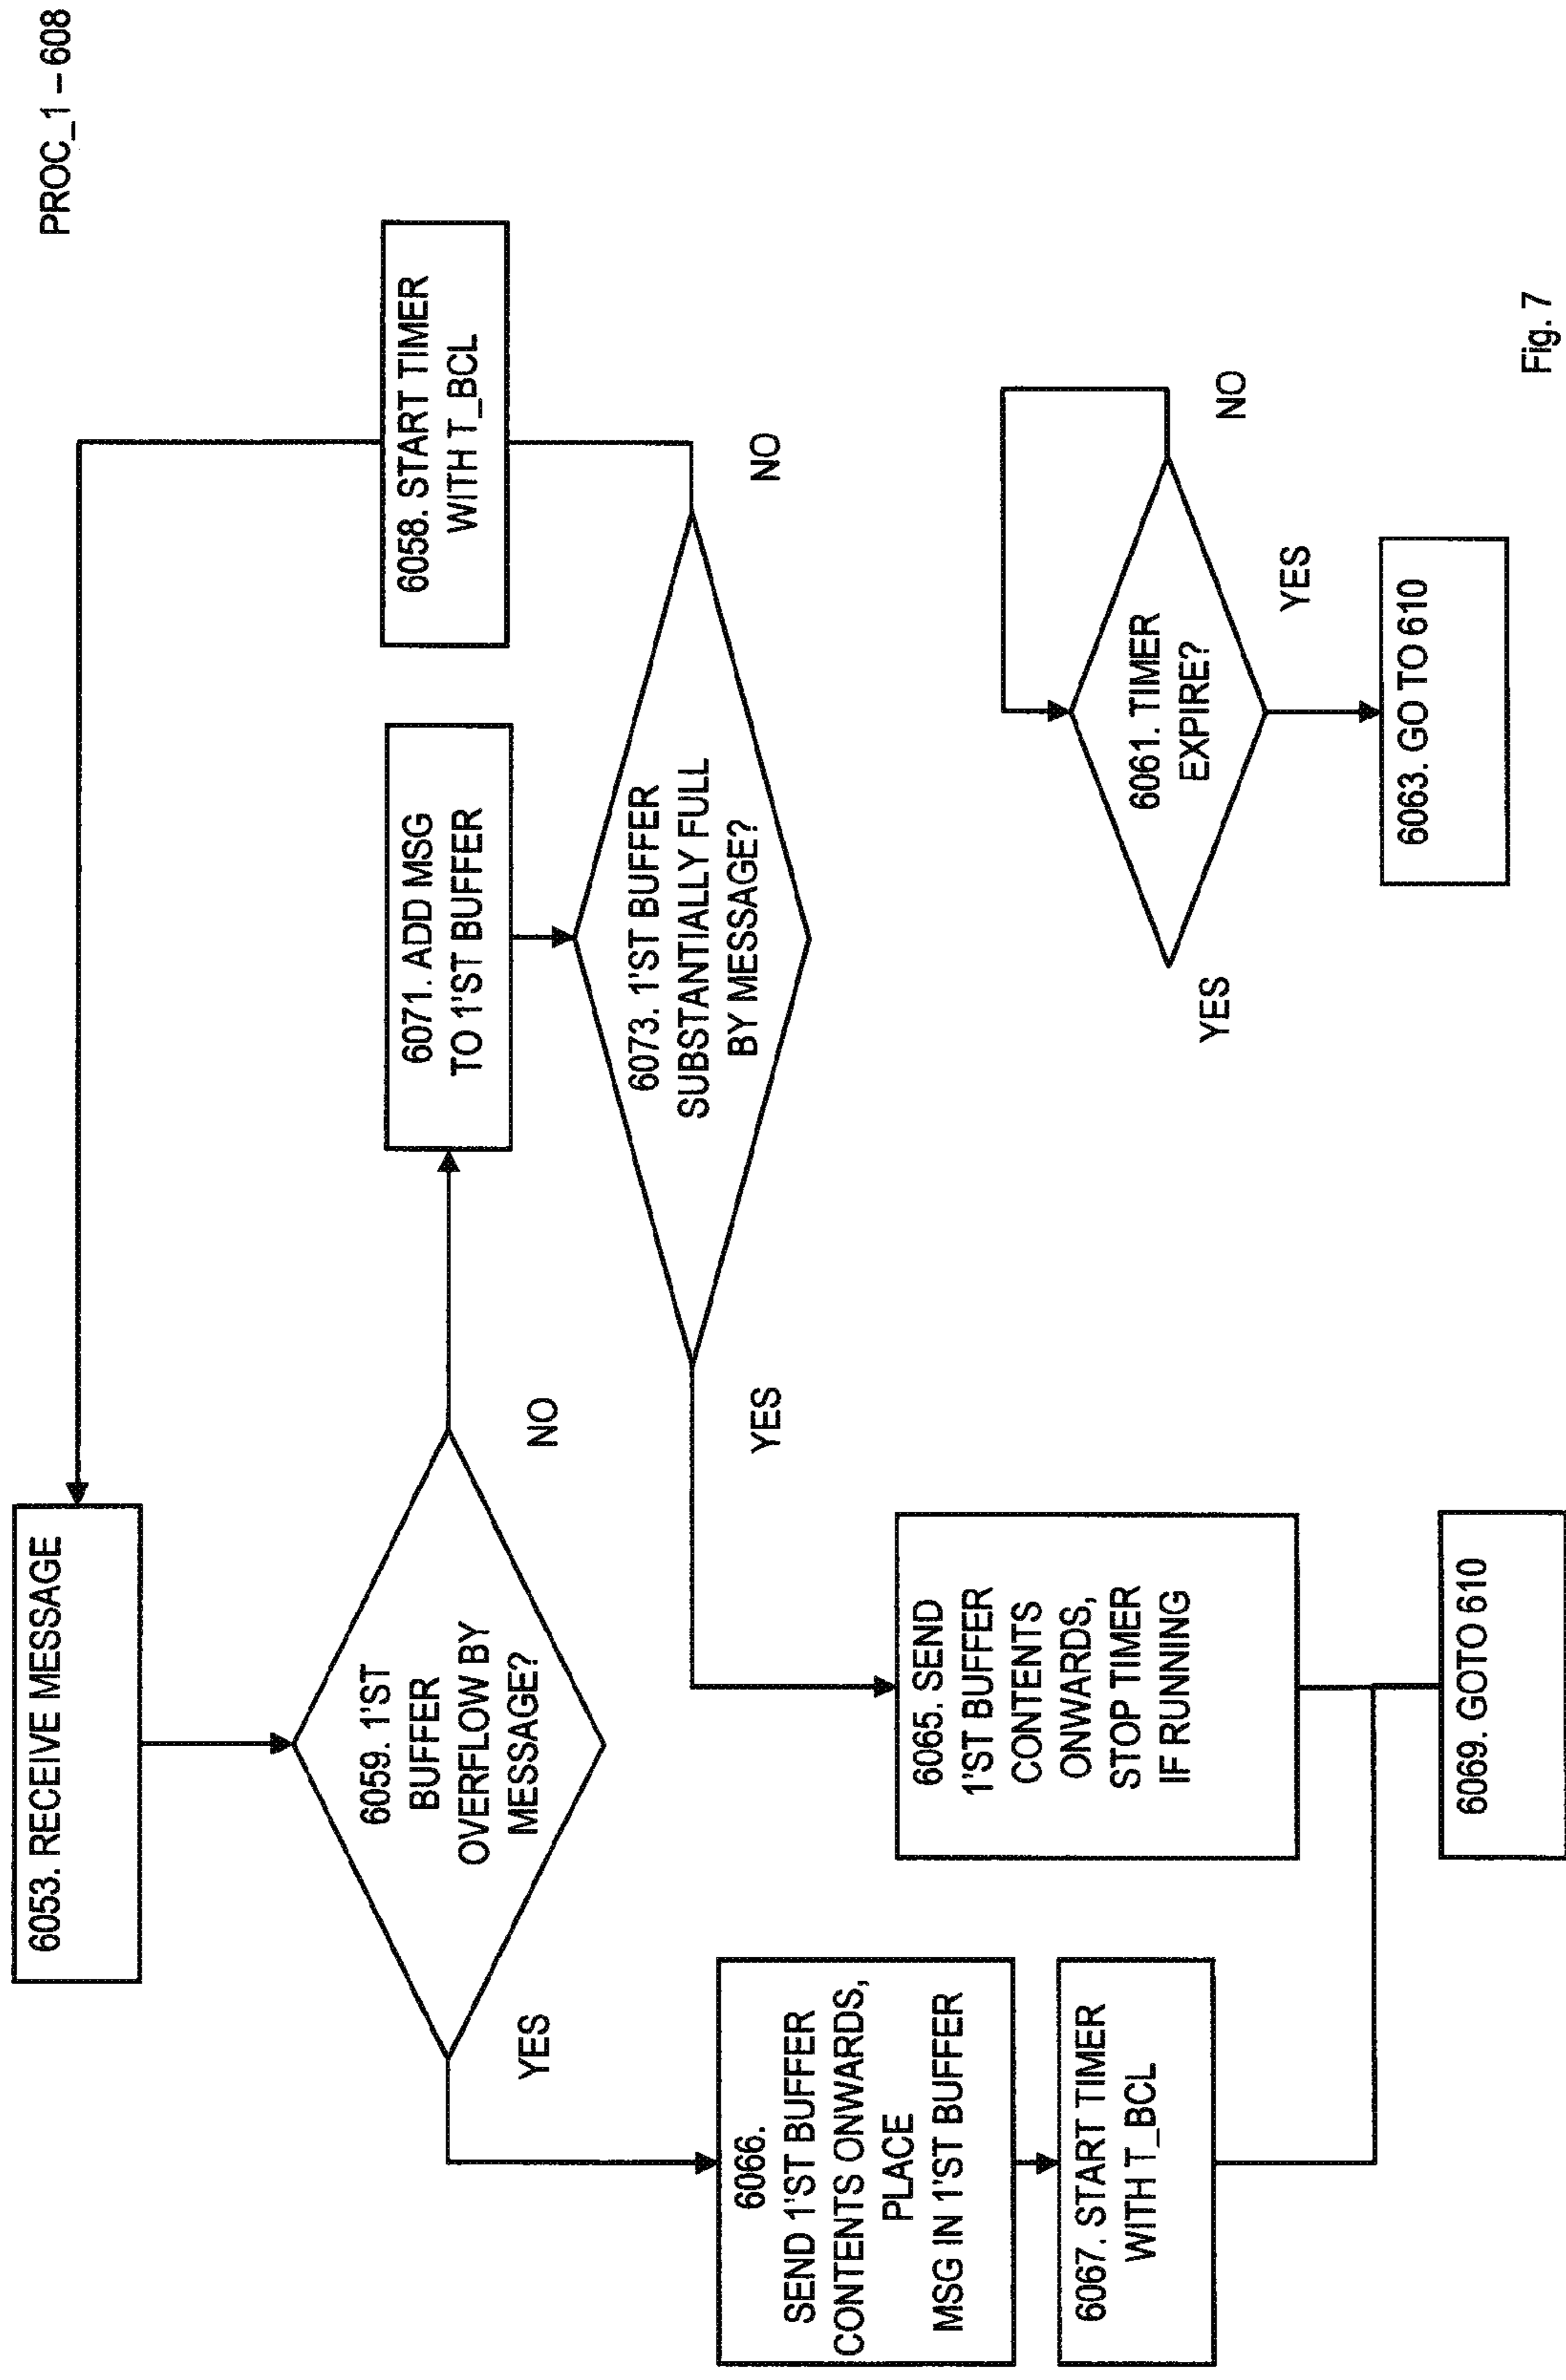 PROC_1 – 608
6053. RECEIVE MESSAGE
6059. 1'ST
BUFFER
OVERFLOW BY
MESSAGE?
YES
NO
6071. ADD MSG
TO 1'ST BUFFER
6058. START TIMER
WITH T_BCL
6073. 1'ST BUFFER
SUBSTANTIALLY FULL
BY MESSAGE?
YES
NO
6066.
SEND 1'ST BUFFER
CONTENTS ONWARDS,
PLACE
MSG IN 1'ST BUFFER
6065. SEND
1'ST BUFFER
CONTENTS
ONWARDS,
STOP TIMER
IF RUNNING
6067. START TIMER
WITH T_BCL
6069. GOTO 610
6061. TIMER
EXPIRE?
YES
NO
YES
6063. GO TO 610
Fig. 7